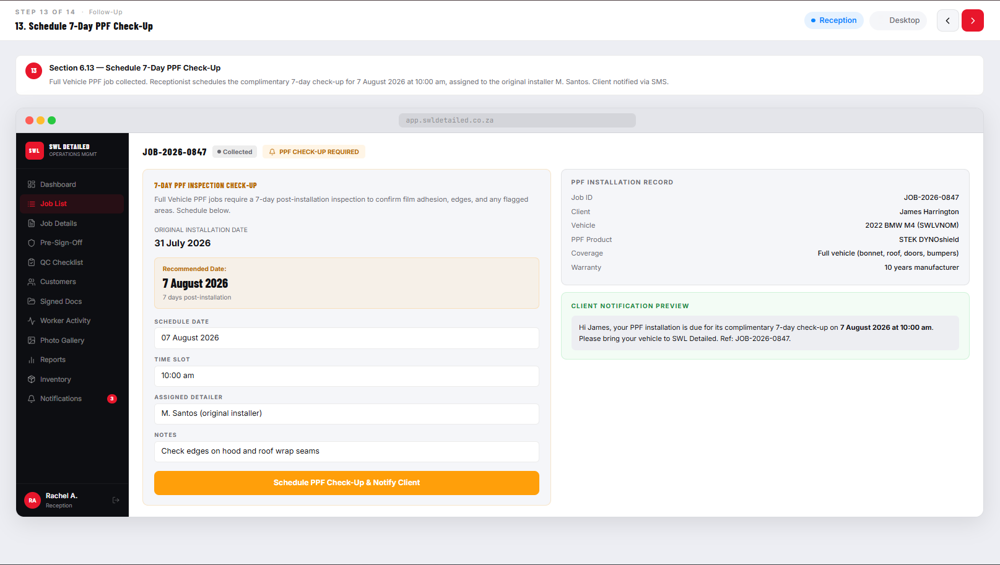 STEP 13 OF 14 · Follow-Up
13. Schedule 7-Day PPF Check-Up
Reception
Desktop
13
Section 6.13 — Schedule 7-Day PPF Check-Up
Full Vehicle PPF job collected. Receptionist schedules the complimentary 7-day check-up for 7 August 2026 at 10:00 am, assigned to the original installer M. Santos. Client notified via SMS.
app.swldetailed.co.za
SWL
SWL DETAILED
OPERATIONS MGMT
Dashboard
Job List
Job Details
Pre-Sign-Off
QC Checklist
Customers
Signed Docs
Worker Activity
Photo Gallery
Reports
Inventory
Notifications 3
RA
Rachel A.
Reception
JOB-2026-0847
Collected
PPF CHECK-UP REQUIRED
7-DAY PPF INSPECTION CHECK-UP
Full Vehicle PPF jobs require a 7-day post-installation inspection to confirm film adhesion, edges, and any flagged
areas. Schedule below.
ORIGINAL INSTALLATION DATE
31 July 2026
Recommended Date:
7 August 2026
7 days post-installation
SCHEDULE DATE
07 August 2026
TIME SLOT
10:00 am
ASSIGNED DETAILER
M. Santos (original installer)
NOTES
Check edges on hood and roof wrap seams
Schedule PPF Check-Up & Notify Client
PPF INSTALLATION RECORD
Job ID JOB-2026-0847
Client James Harrington
Vehicle 2022 BMW M4 (SWLVNOM)
PPF Product STEK DYNOshield
Coverage Full vehicle (bonnet, roof, doors, bumpers)
Warranty 10 years manufacturer
CLIENT NOTIFICATION PREVIEW
Hi James, your PPF installation is due for its complimentary 7-day check-up on 7 August 2026 at 10:00 am.
Please bring your vehicle to SWL Detailed. Ref: JOB-2026-0847.